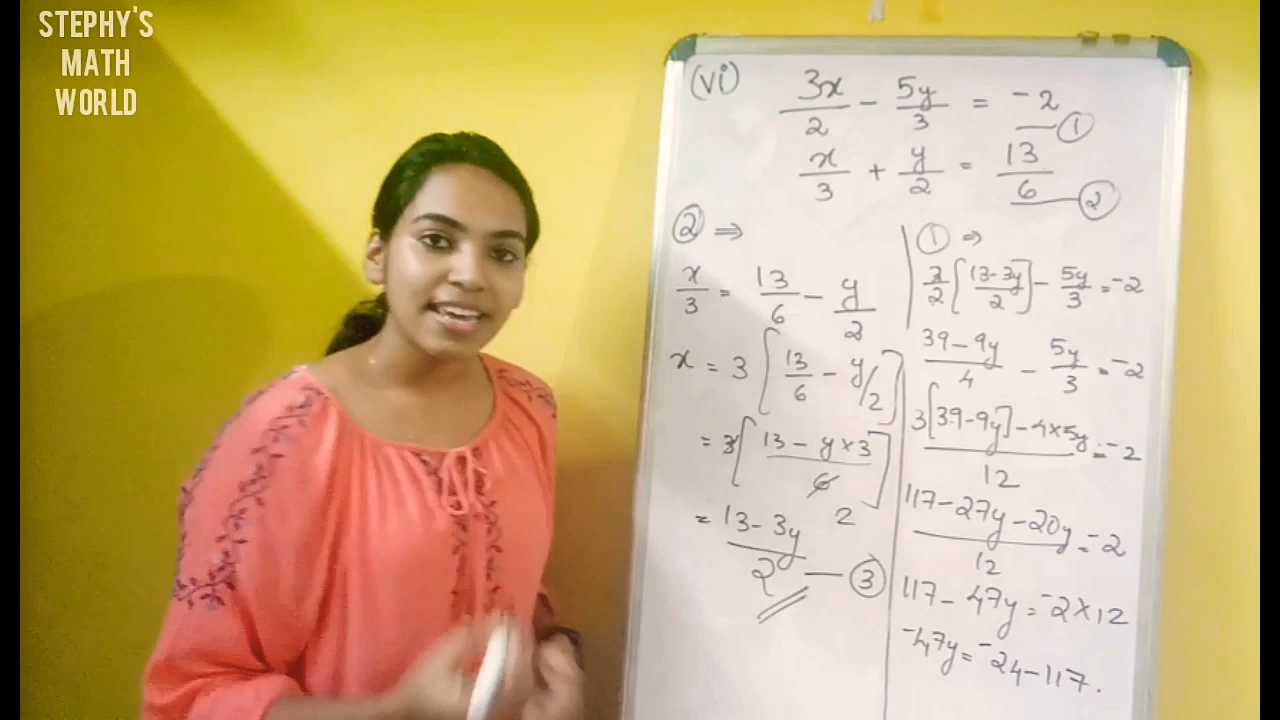 STEPHY'S
MATH
WORLD
(vi) 3x/2 - 5y/3 = -2 — ①
x/3 + y/2 = 13/6 — ②
② ⇒
x/3 = 13/6 - y/2
x = 3 [13/6 - y/2]
= 3 [(13 - y × 3)/6] 2
= (13 - 3y)/2 — ③
① ⇒
3/2 [(13 - 3y)/2] - 5y/3 = -2
(39 - 9y)/4 - 5y/3 = -2
(3[39 - 9y] - 4 × 5y)/12 = -2
(117 - 27y - 20y)/12 = -2
117 - 47y = -2 × 12
-47y = -24 - 117.